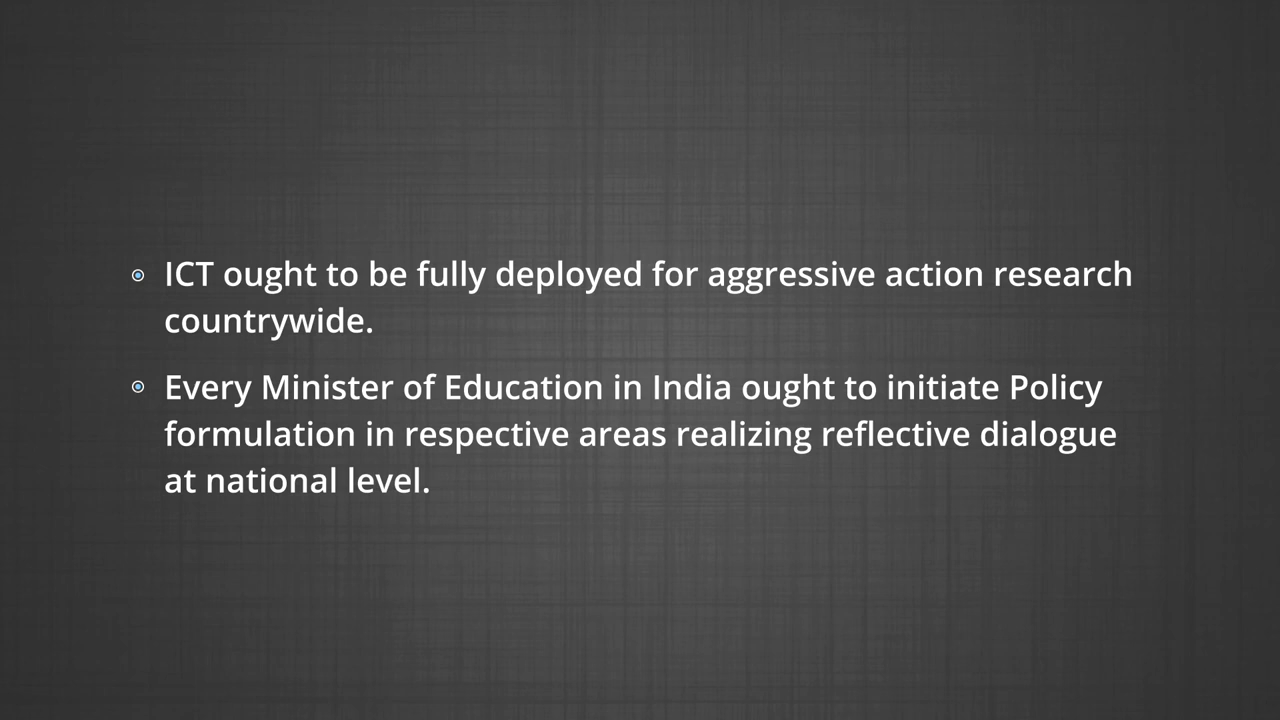 ICT ought to be fully deployed for aggressive action research
countrywide.
Every Minister of Education in India ought to initiate Policy
formulation in respective areas realizing reflective dialogue
at national level.